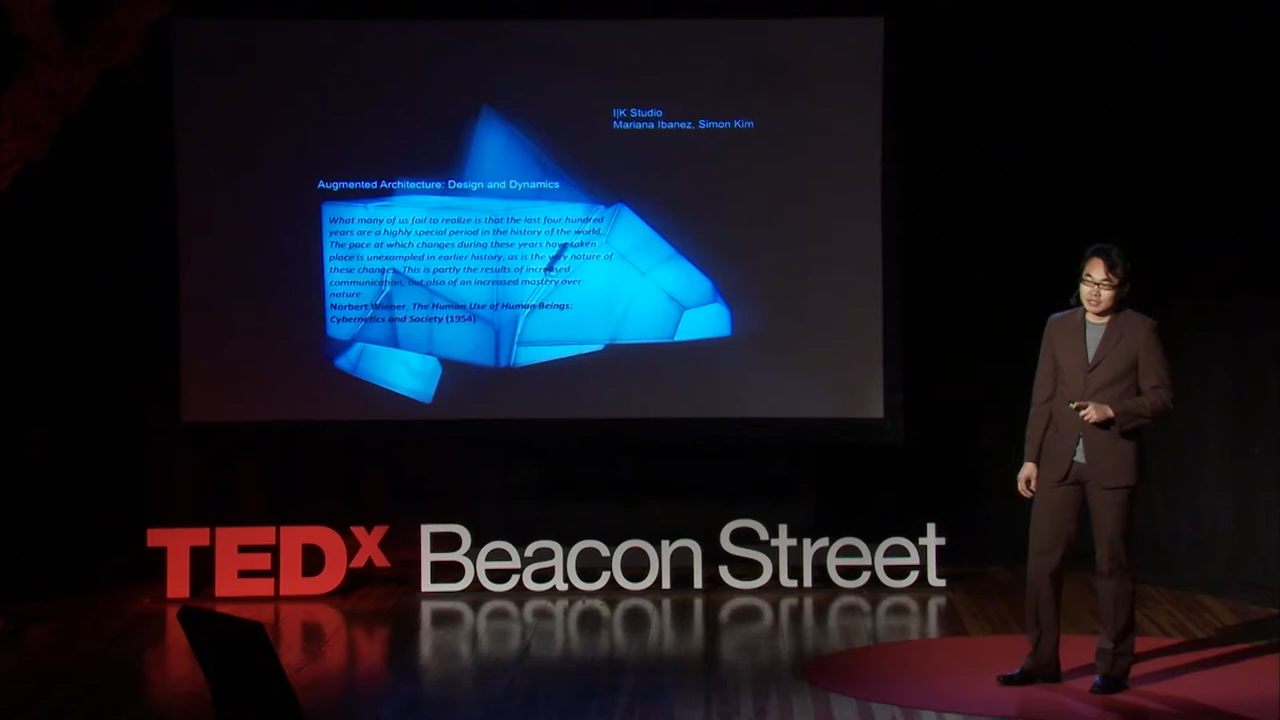 I|K Studio
Mariana Ibanez, Simon Kim
Augmented Architecture: Design and Dynamics
What many of us fail to realize is that the last four hundred
years are a highly special period in the history of the world.
The pace at which changes during these years have taken
place is unexampled in earlier history, as is the very nature of
these changes. This is partly the results of increased
communication, but also of an increased mastery over
nature
Norbert Wiener, The Human Use of Human Beings:
Cybernetics and Society (1954)
TEDx Beacon Street